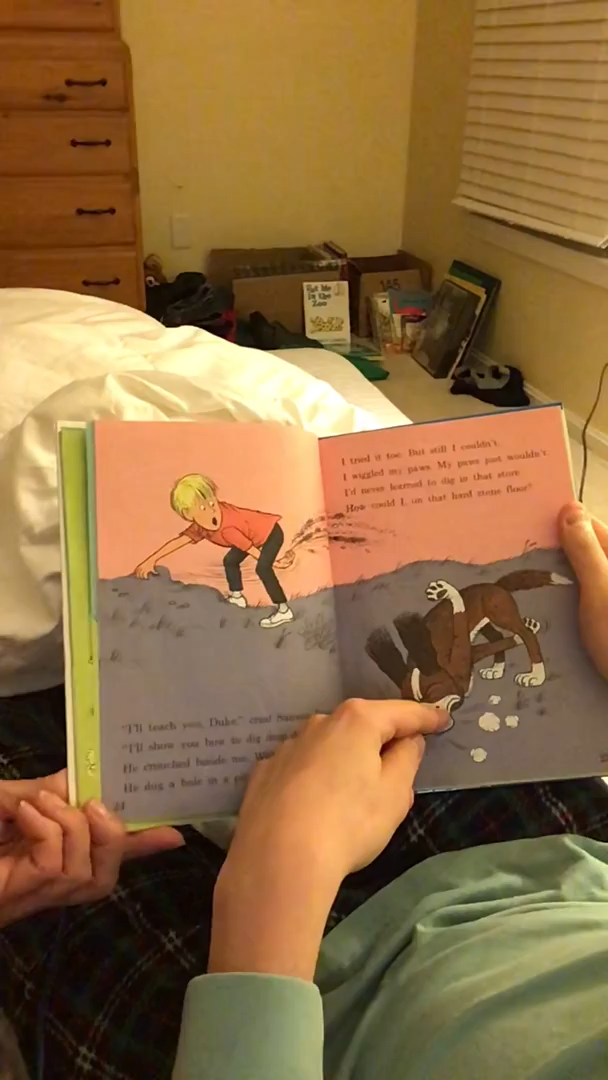 Put Me
In the
Zoo
I tried it too. But still I couldn't.
I wiggled my paws. My paws just wouldn't.
I'd never learned to dig in that store.
How could I, on that hard stone floor?
"I'll teach you, Duke," cried
"I'll show you how to dig
He crouched beside me.
He dug a hole in a
24